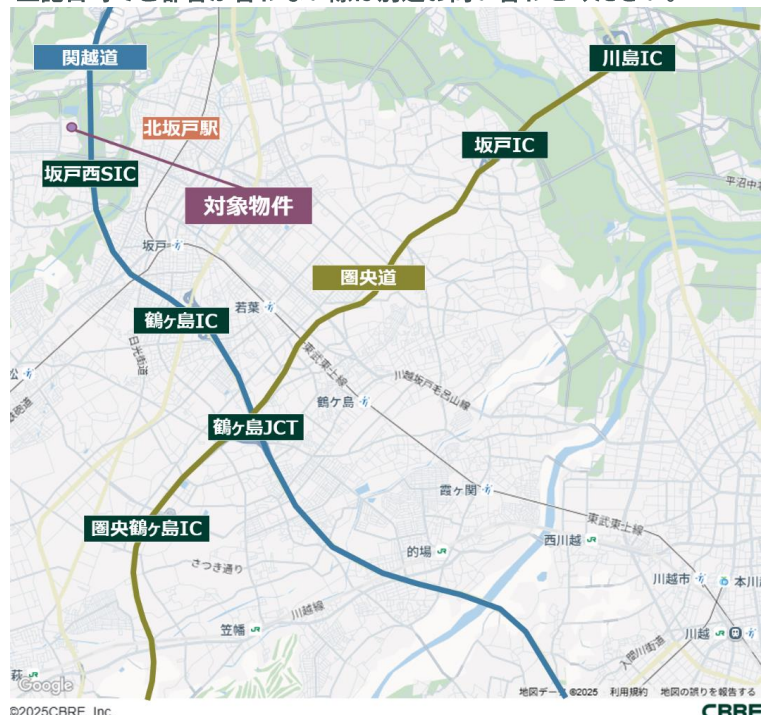 関越道
川島IC
北坂戸駅
坂戸IC
坂戸西SIC
対象物件
坂戸
圏央道
若葉
鶴ヶ島IC
日光街道
東武東上線
川越坂戸毛呂山線
鶴ケ島
鶴ヶ島JCT
霞ヶ関
東武東上線
圏央鶴ヶ島IC
西川越
的場
さつき通り
川越市
本川
川越線
笠幡
川越
入間川街道
Google
地図データ ©2025 利用規約 地図の誤りを報告する
©2025CBRE, Inc.
CBRE